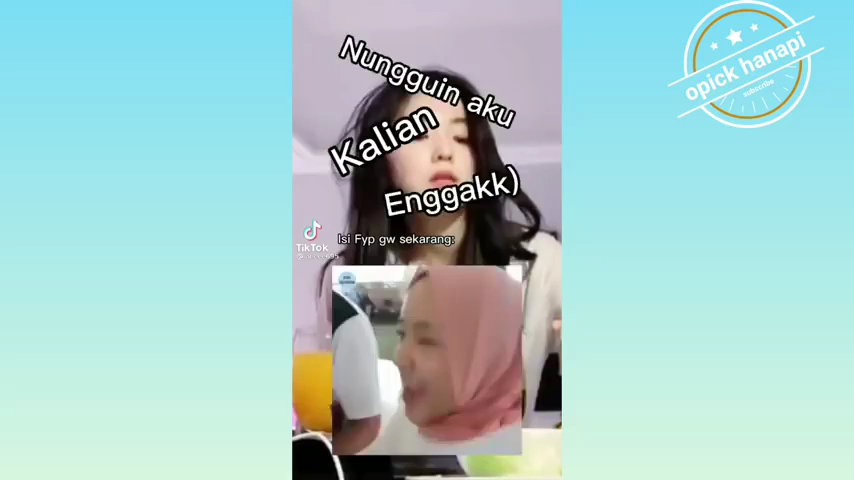 Nungguin aku
Kalian
Enggakk)
Isi Fyp gw sekarang:
TikTok
opick hanapi
subscribe